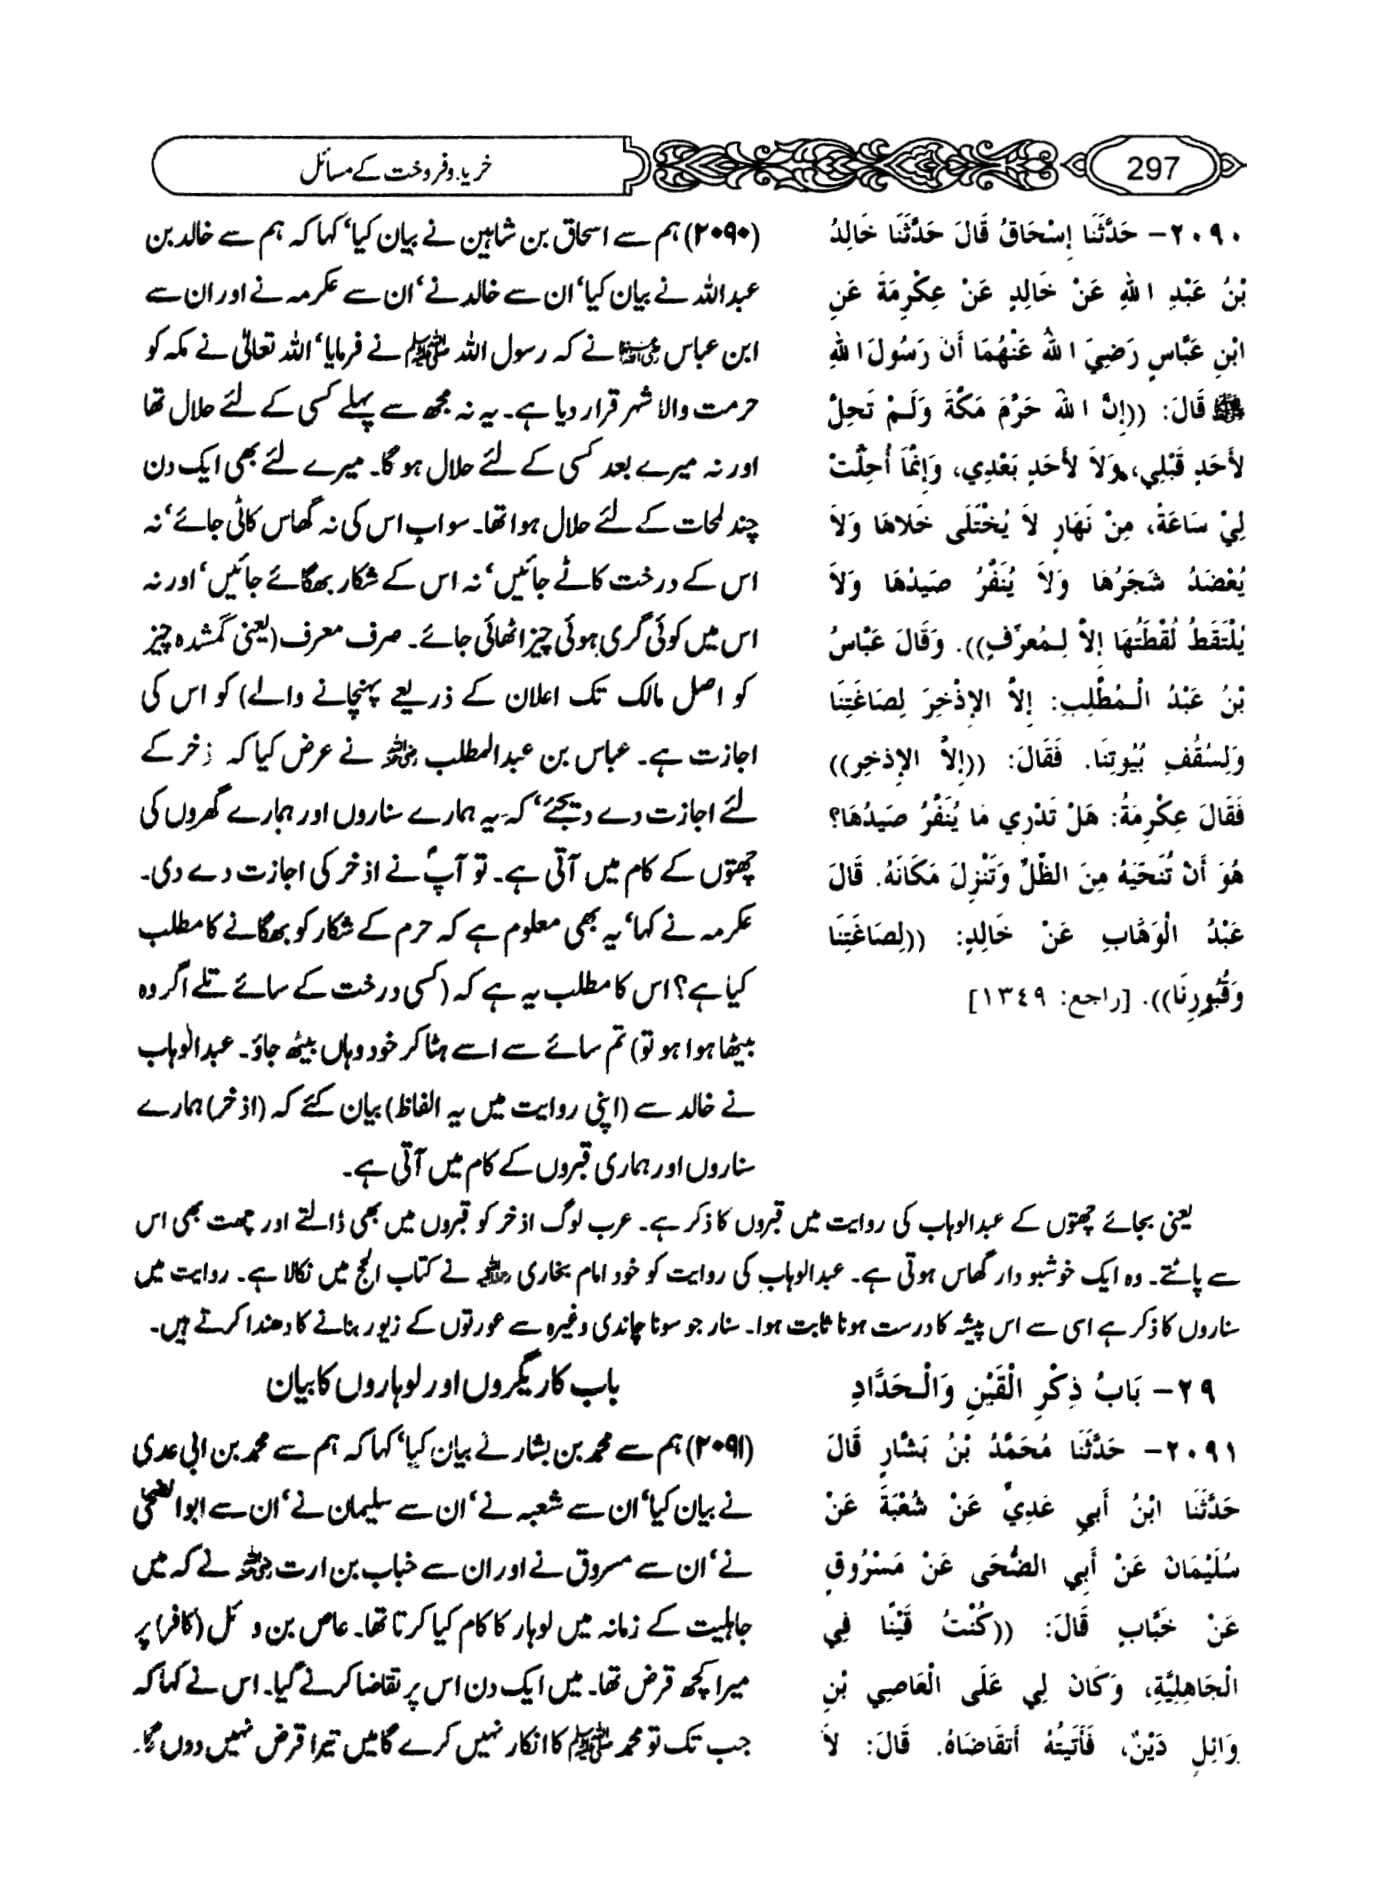 297
خرید و فروخت کے مسائل
٢٠٩٠- حَدَّثَنَا إِسْحَاقُ قَالَ حَدَّثَنَا خَالِدُ
بْنُ عَبْدِ اللهِ عَنْ خَالِدٍ عَنْ عِكْرِمَةَ عَنِ
ابْنِ عَبَّاسٍ رَضِيَ اللهُ عَنْهُمَا أَنَّ رَسُولَ اللهِ
ﷺ قَالَ: ((إِنَّ اللهَ حَرَّمَ مَكَّةَ وَلَمْ تَحِلَّ
لأَحَدٍ قَبْلِي، وَلاَ لأَحَدٍ بَعْدِي، وَإِنَّمَا أُحِلَّتْ
لِيْ سَاعَةً، مِنْ نَهَارٍ لاَ يُخْتَلَى خَلاَهَا وَلاَ
يُعْضَدُ شَجَرُهَا وَلاَ يُنَفَّرُ صَيدُهَا وَلاَ
يُلْتَقَطُ لُقْطَتُهَا إِلاَّ لِمُعرِّفٍ)). وَقَالَ عَبَّاسُ
بْنُ عَبْدُ الْمُطَّلِبِ: إِلاَّ الإِذْخِرَ لِصَاغَتِنَا
وَلِسُقُفِ بُيُوتِنَا. فَقَالَ: ((إِلاَّ الإِذخِر))
فَقَالَ عِكْرِمَةُ: هَلْ تَدْرِي مَا يُنَفَّرُ صَيدُهَا؟
هُوَ أَنْ تُنَحِّيَهُ مِنَ الظِّلِّ وَتَنْزِلَ مَكَانَهُ. قَالَ
عَبْدُ الْوَهَّابِ عَنْ خَالِدٍ: ((لِصَاغَتِنَا
وَقُبُورِنَا)). [راجع: ١٣٤٩]
(۲۰۹۰) ہم سے اسحاق بن شاہین نے بیان کیا‘ کہا کہ ہم سے خالد بن
عبداللہ نے بیان کیا‘ ان سے خالد نے‘ ان سے عکرمہ نے اور ان سے
ابن عباس رضی اللہ عنہما نے کہ رسول اللہ ﷺ نے فرمایا‘ اللہ تعالیٰ نے مکہ کو
حرمت والا شہر قرار دیا ہے۔ یہ نہ مجھ سے پہلے کسی کے لئے حلال تھا
اور نہ میرے بعد کسی کے لئے حلال ہو گا۔ میرے لئے بھی ایک دن
چند لمحات کے لئے حلال ہوا تھا۔ سو اب اس کی نہ گھاس کاٹی جائے‘ نہ
اس کے درخت کاٹے جائیں‘ نہ اس کے شکار بھگائے جائیں‘ اور نہ
اس میں کوئی گری ہوئی چیز اٹھائی جائے۔ صرف معرف (یعنی گمشدہ چیز
کو اصل مالک تک اعلان کے ذریعے پہنچانے والے) کو اس کی
اجازت ہے۔ عباس بن عبدالمطلب رضی اللہ عنہ نے عرض کیا کہ ذخر کے
لئے اجازت دے دیجئے‘ کہ یہ ہمارے سناروں اور ہمارے گھروں کی
چھتوں کے کام میں آتی ہے۔ تو آپؐ نے اذخر کی اجازت دے دی۔
عکرمہ نے کہا‘ یہ بھی معلوم ہے کہ حرم کے شکار کو بھگانے کا مطلب
کیا ہے؟ اس کا مطلب یہ ہے کہ (کسی درخت کے سائے تلے اگر وہ
بیٹھا ہوا ہو تو) تم سائے سے اسے ہٹا کر خود وہاں بیٹھ جاؤ۔ عبدالوہاب
نے خالد سے (اپنی روایت میں یہ الفاظ) بیان کئے کہ (اذخر) ہمارے
سناروں اور ہماری قبروں کے کام میں آتی ہے۔
یعنی بجائے چھتوں کے عبدالوہاب کی روایت میں قبروں کا ذکر ہے۔ عرب لوگ اذخر کو قبروں میں بھی ڈالتے اور چھت بھی اس
سے پاٹتے۔ وہ ایک خوشبو دار گھاس ہوتی ہے۔ عبدالوہاب کی روایت کو خود امام بخاری رحمہ اللہ نے کتاب الحج میں نکالا ہے۔ روایت میں
سناروں کا ذکر ہے اسی سے اس پیشہ کا درست ہونا ثابت ہوا۔ سنار جو سونا چاندی وغیرہ سے عورتوں کے زیور بنانے کا دھندا کرتے ہیں۔
٢٩- بَابُ ذِكْرِ الْقَيْنِ وَالْحَدَّادِ
باب کاریگروں اور لوہاروں کا بیان
٢٠٩١- حَدَّثَنَا مُحَمَّدُ بْنُ بَشَّارٍ قَالَ
حَدَّثَنَا ابْنُ أَبِي عَدِيٍّ عَنْ شُعْبَةَ عَنْ
سُلَيْمَانَ عَنْ أَبِي الضُّحَى عَنْ مَسْرُوقٍ
عَنْ خَبَّابٍ قَالَ: ((كُنْتُ قَيْنًا فِي
الْجَاهِلِيَّةِ، وَكَانَ لِي عَلَى الْعَاصِي بْنِ
وَائِلٍ دَيْنٌ، فَأَتَيْتُهُ أَتقَاضَاهُ. قَالَ: لاَ
(۲۰۹۱) ہم سے محمد بن بشار نے بیان کیا‘ کہا کہ ہم سے محمد بن ابی عدی
نے بیان کیا‘ ان سے شعبہ نے‘ ان سے سلیمان نے‘ ان سے ابوالضحیٰ
نے‘ ان سے مسروق نے اور ان سے خباب بن ارت رضی اللہ عنہ نے کہ میں
جاہلیت کے زمانہ میں لوہار کا کام کیا کرتا تھا۔ عاص بن وائل (کافر) پر
میرا کچھ قرض تھا۔ میں ایک دن اس پر تقاضا کرنے گیا۔ اس نے کہا کہ
جب تک تو محمد ﷺ کا انکار نہیں کرے گا میں تیرا قرض نہیں دوں گا۔